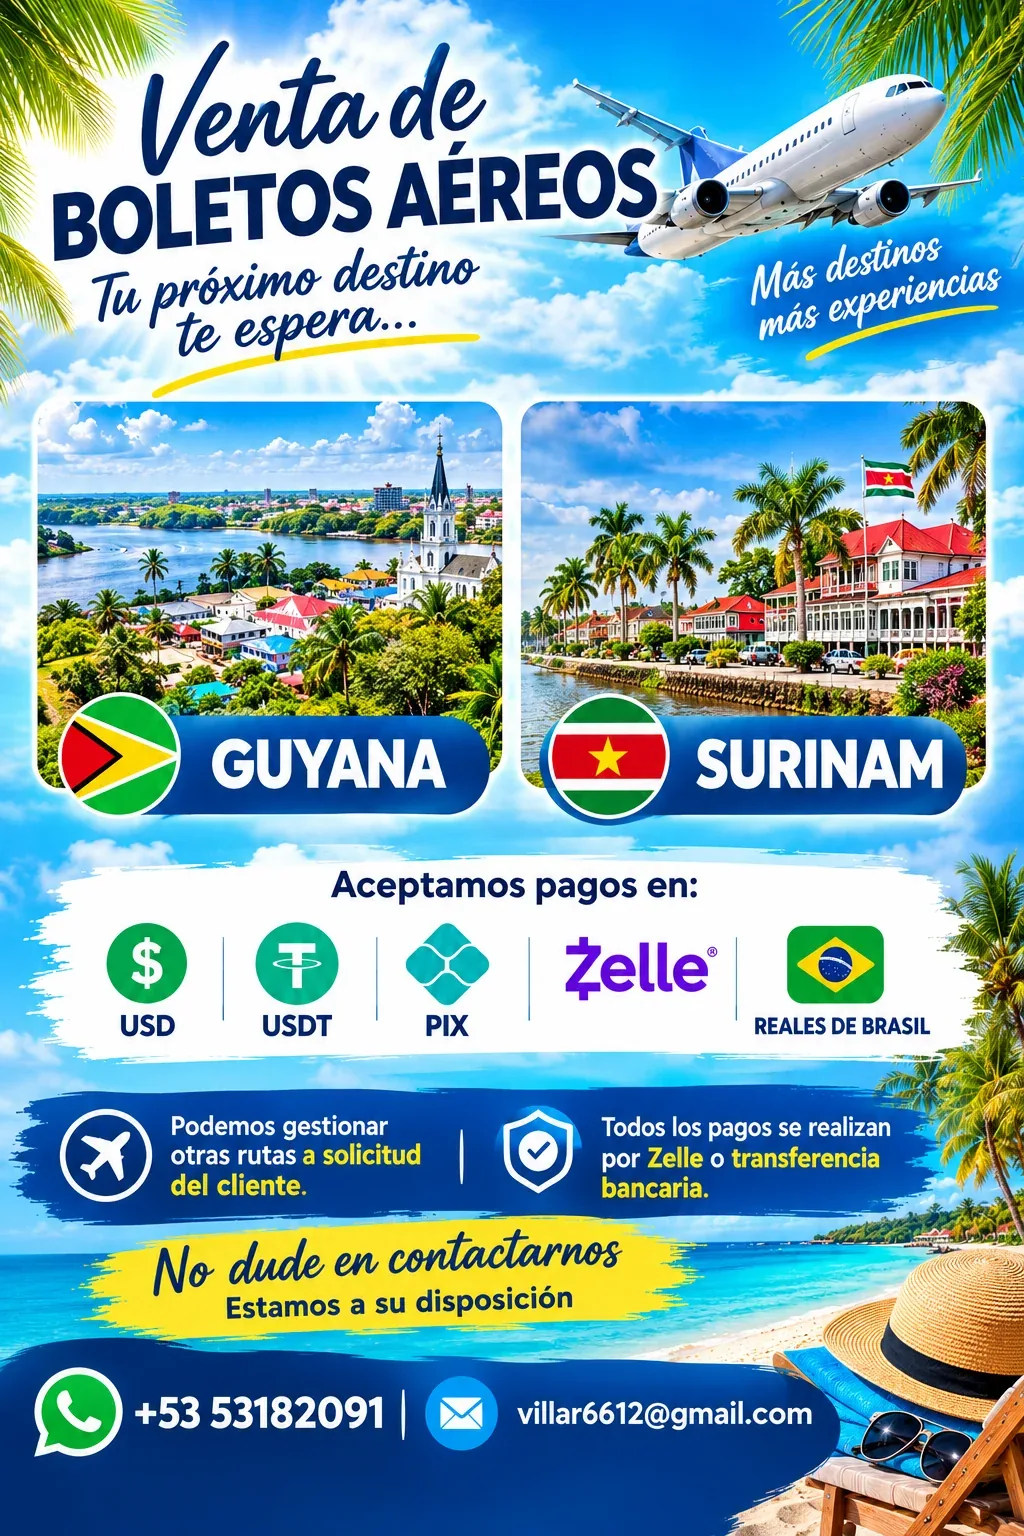 Venta de
BOLETOS AÉREOS
Tu próximo destino
te espera...
Más destinos
más experiencias
GUYANA
SURINAM
Aceptamos pagos en:
$
USD
T
USDT
PIX
Zelle®
REALES DE BRASIL
Podemos gestionar
otras rutas a solicitud
del cliente.
Todos los pagos se realizan
por Zelle o transferencia
bancaria.
No dude en contactarnos
Estamos a su disposición
+53 53182091
villar6612@gmail.com